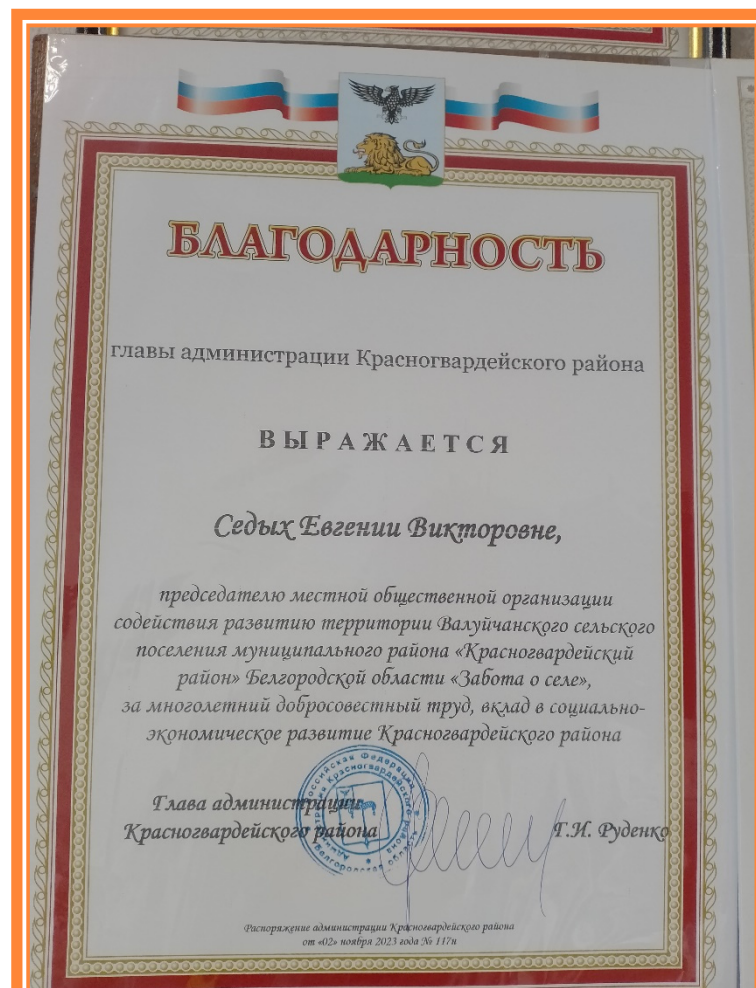 БЛАГОДАРНОСТЬ
главы администрации Красногвардейского района
ВЫРАЖАЕТСЯ
Седых Евгении Викторовне,
председателю местной общественной организации
содействия развитию территории Валуйчанского сельского
поселения муниципального района «Красногвардейский
район» Белгородской области «Забота о селе»,
за многолетний добросовестный труд, вклад в социально-
экономическое развитие Красногвардейского района
Глава администрации
Красногвардейского района Г.И. Руденко
Распоряжение администрации Красногвардейского района
от «02» ноября 2023 года № 117н